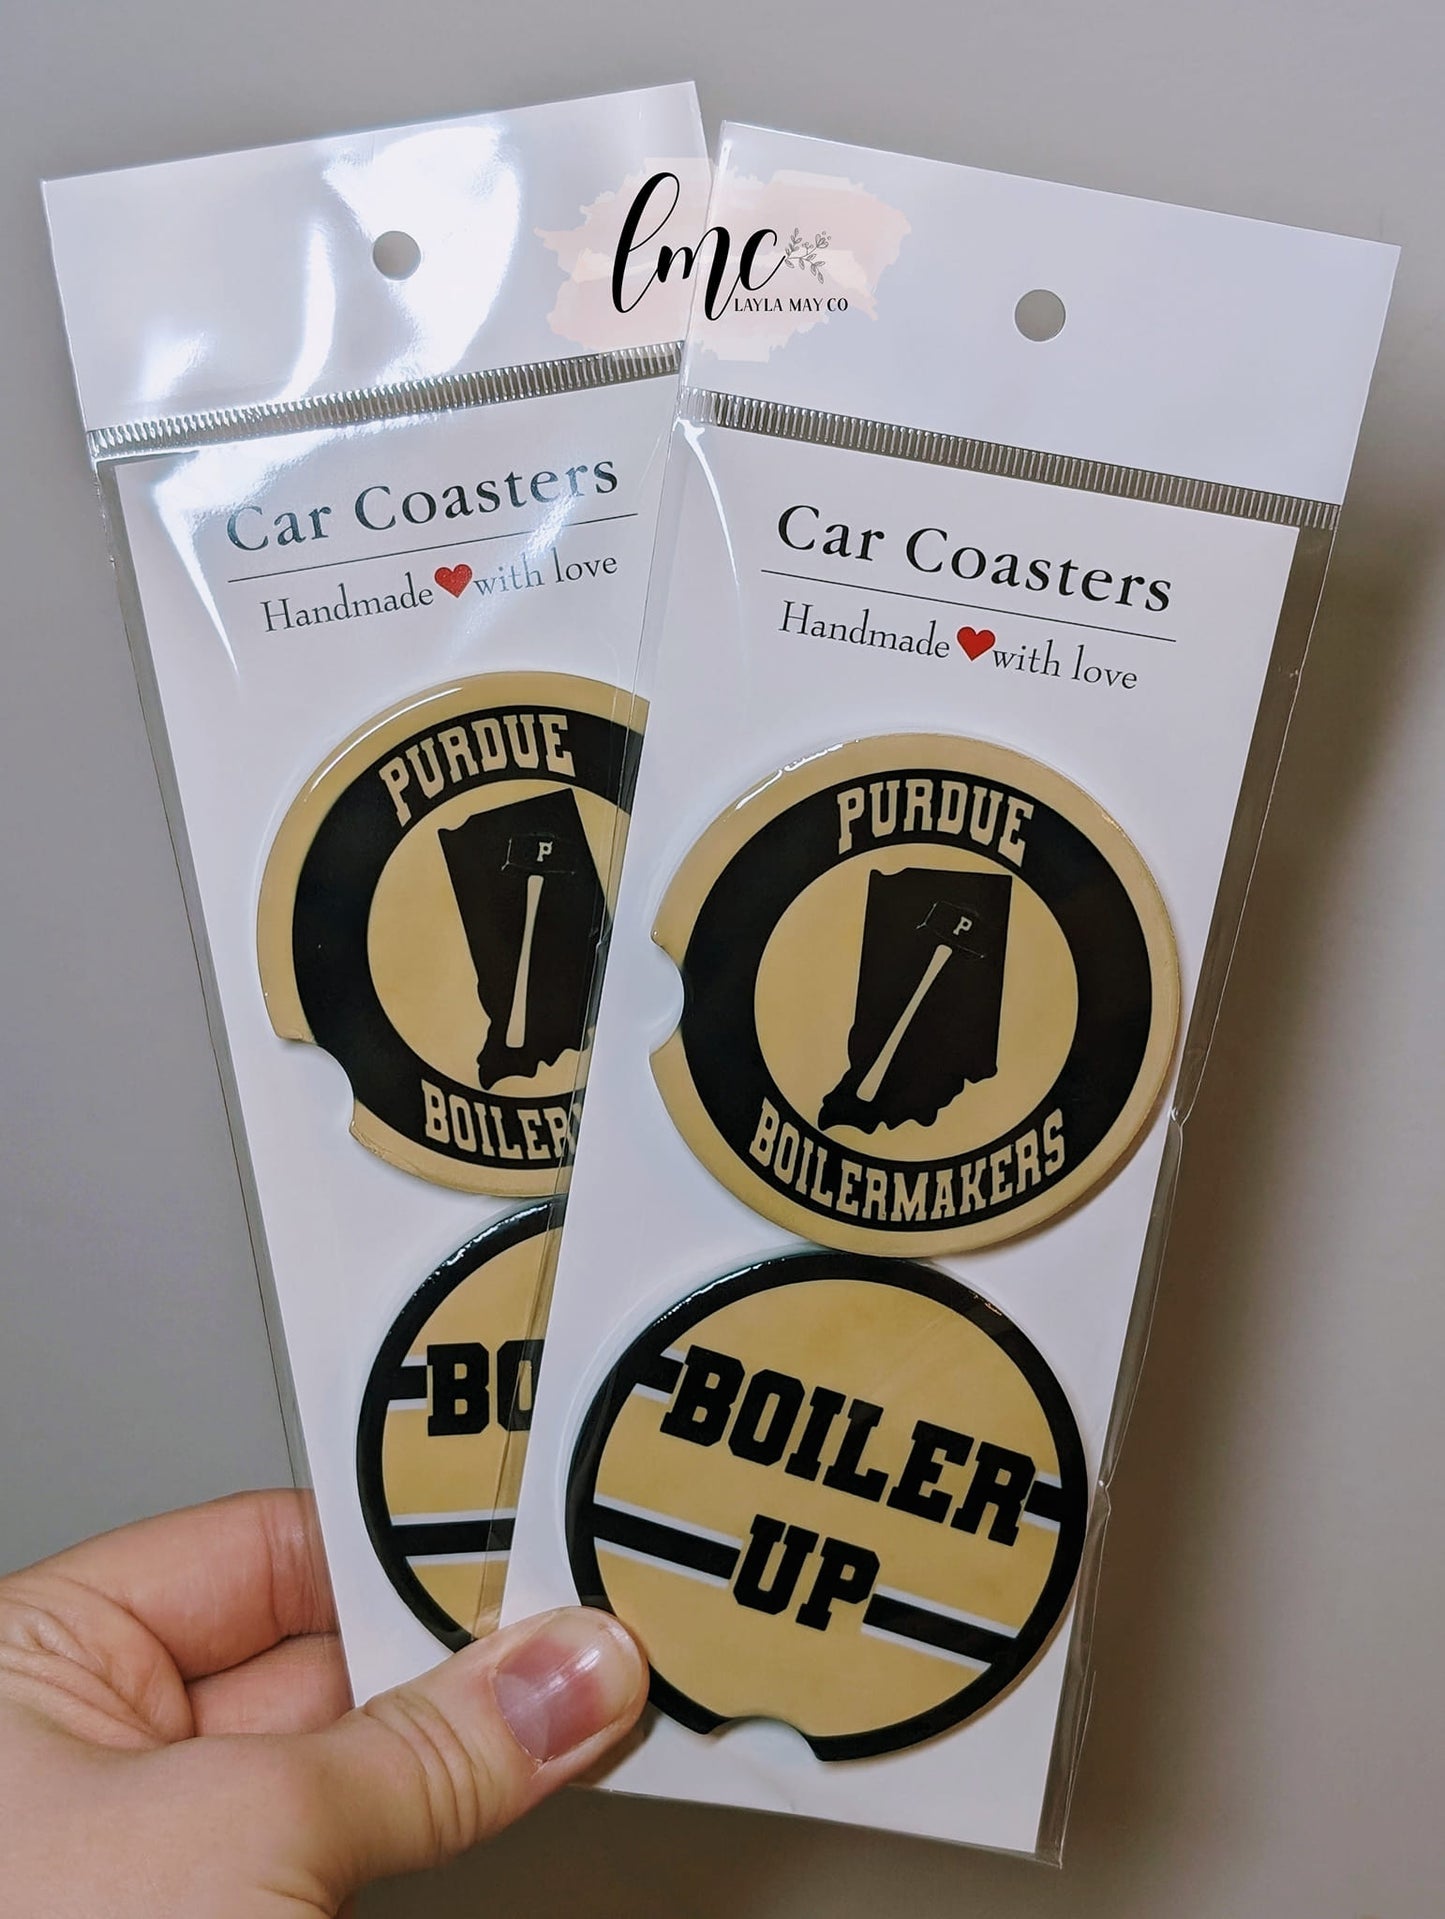 lmc
LAYLA MAY CO
Car Coasters
Handmade ❤ with love
PURDUE
P
BOILERM
BO
Car Coasters
Handmade ❤ with love
PURDUE
P
BOILERMAKERS
BOILER
UP